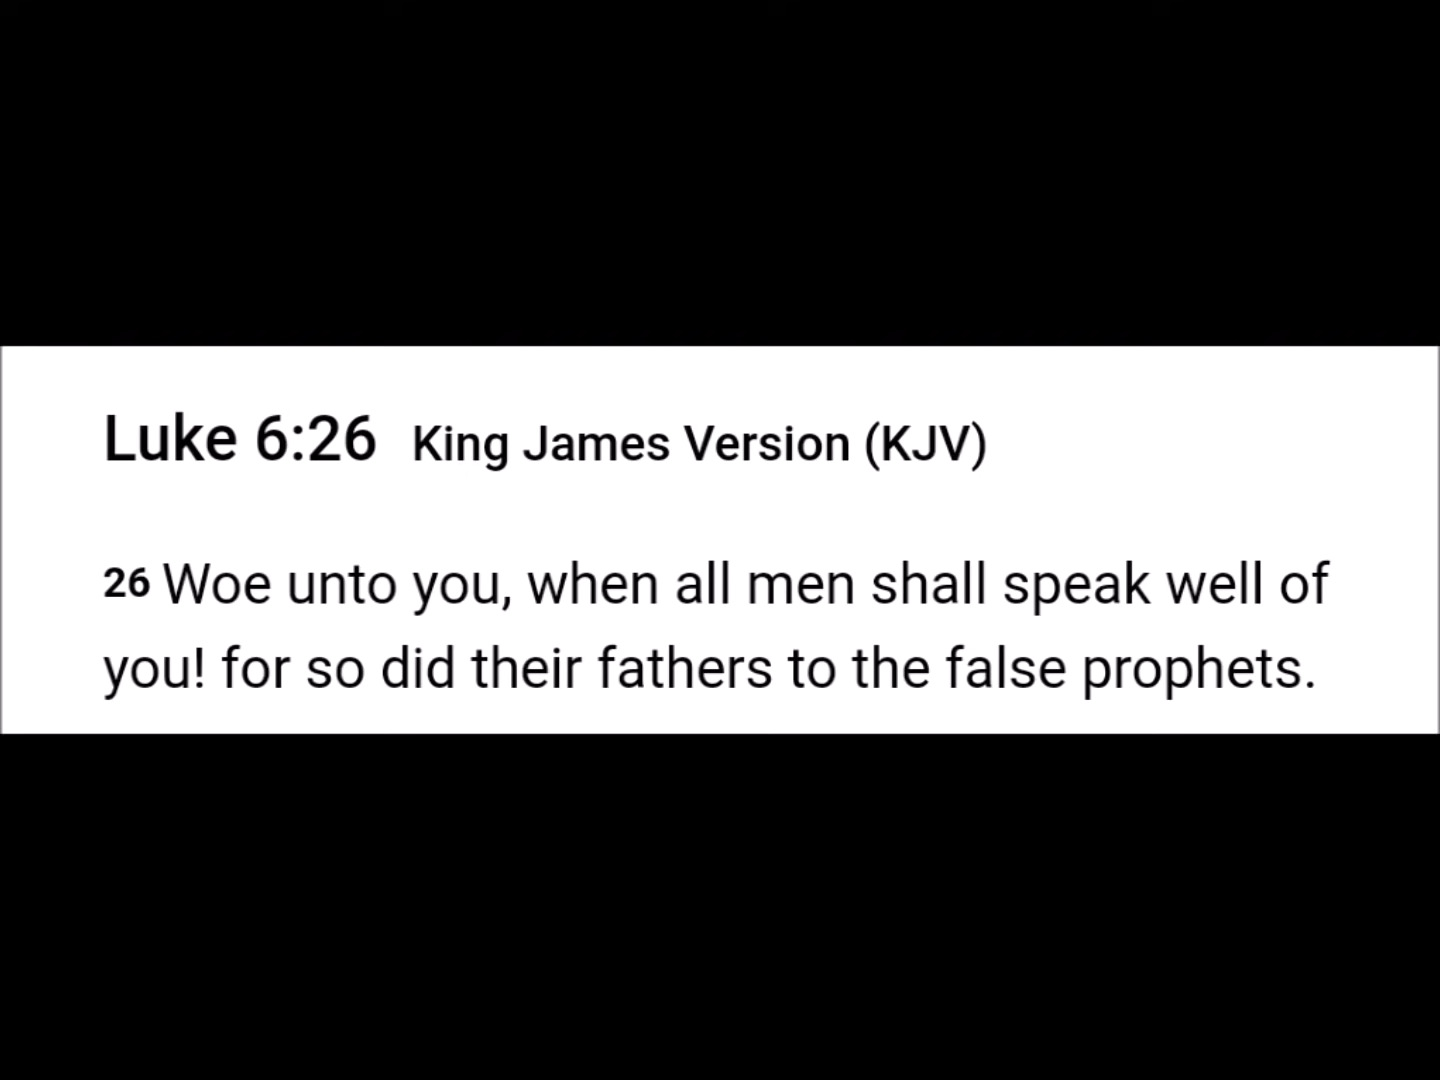 Luke 6:26 King James Version (KJV)
26 Woe unto you, when all men shall speak well of
you! for so did their fathers to the false prophets.